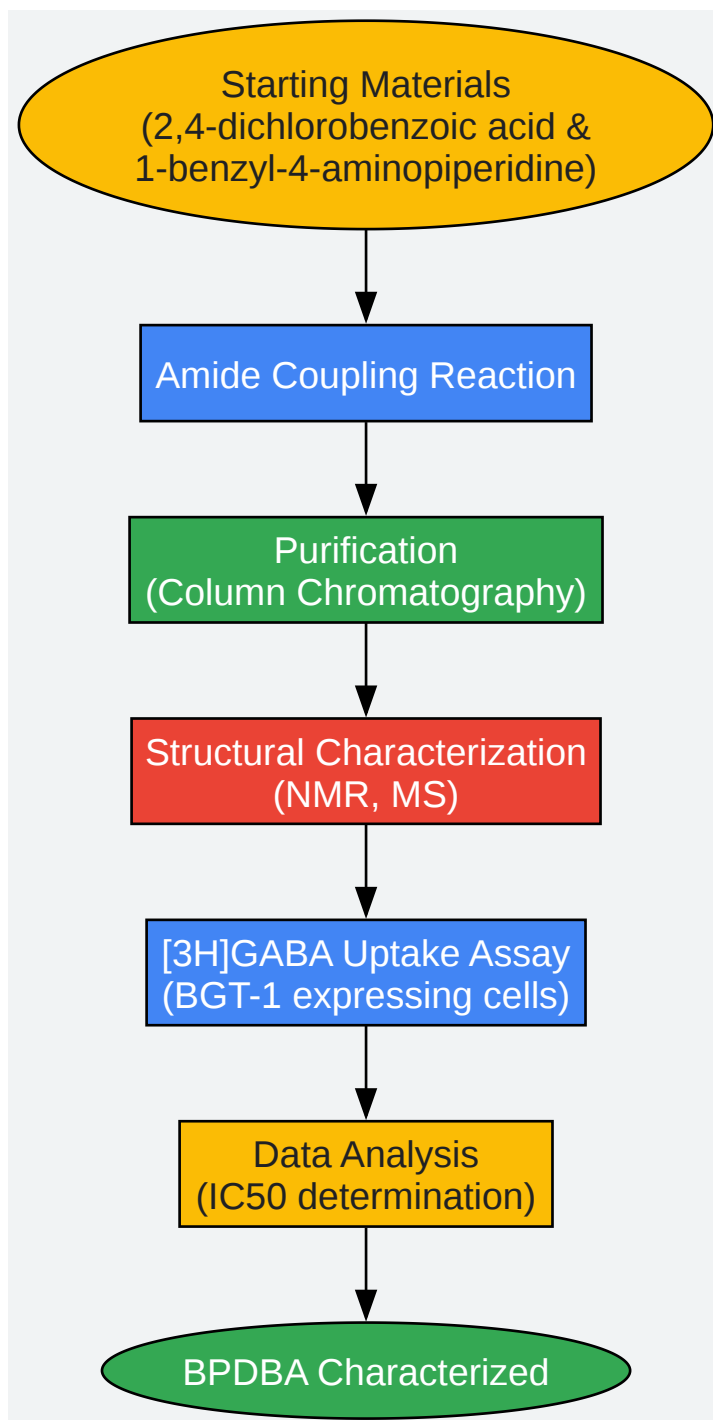 Starting Materials
(2,4-dichlorobenzoic acid &
1-benzyl-4-aminopiperidine)
Amide Coupling Reaction
Purification
(Column Chromatography)
Structural Characterization
(NMR, MS)
[3H]GABA Uptake Assay
(BGT-1 expressing cells)
Data Analysis
(IC50 determination)
BPDBA Characterized